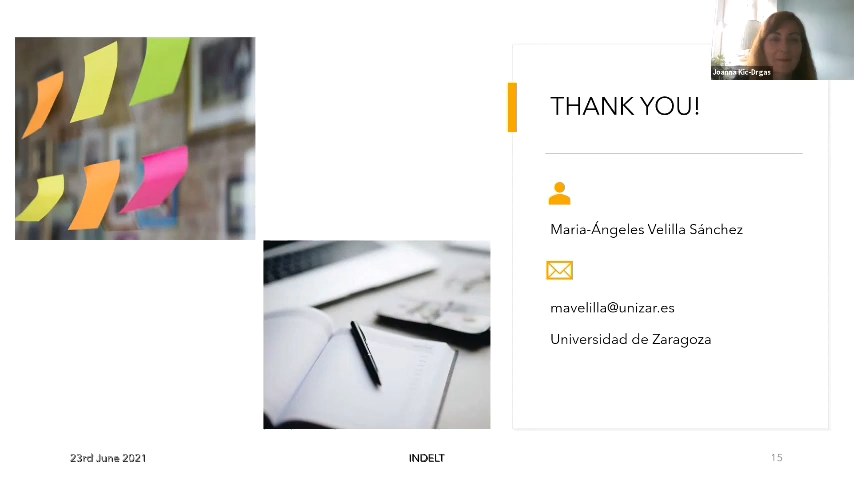 Joanna Kic-Drgas
THANK YOU!
Maria-Ángeles Velilla Sánchez
mavelilla@unizar.es
Universidad de Zaragoza
23rd June 2021
INDELT
15